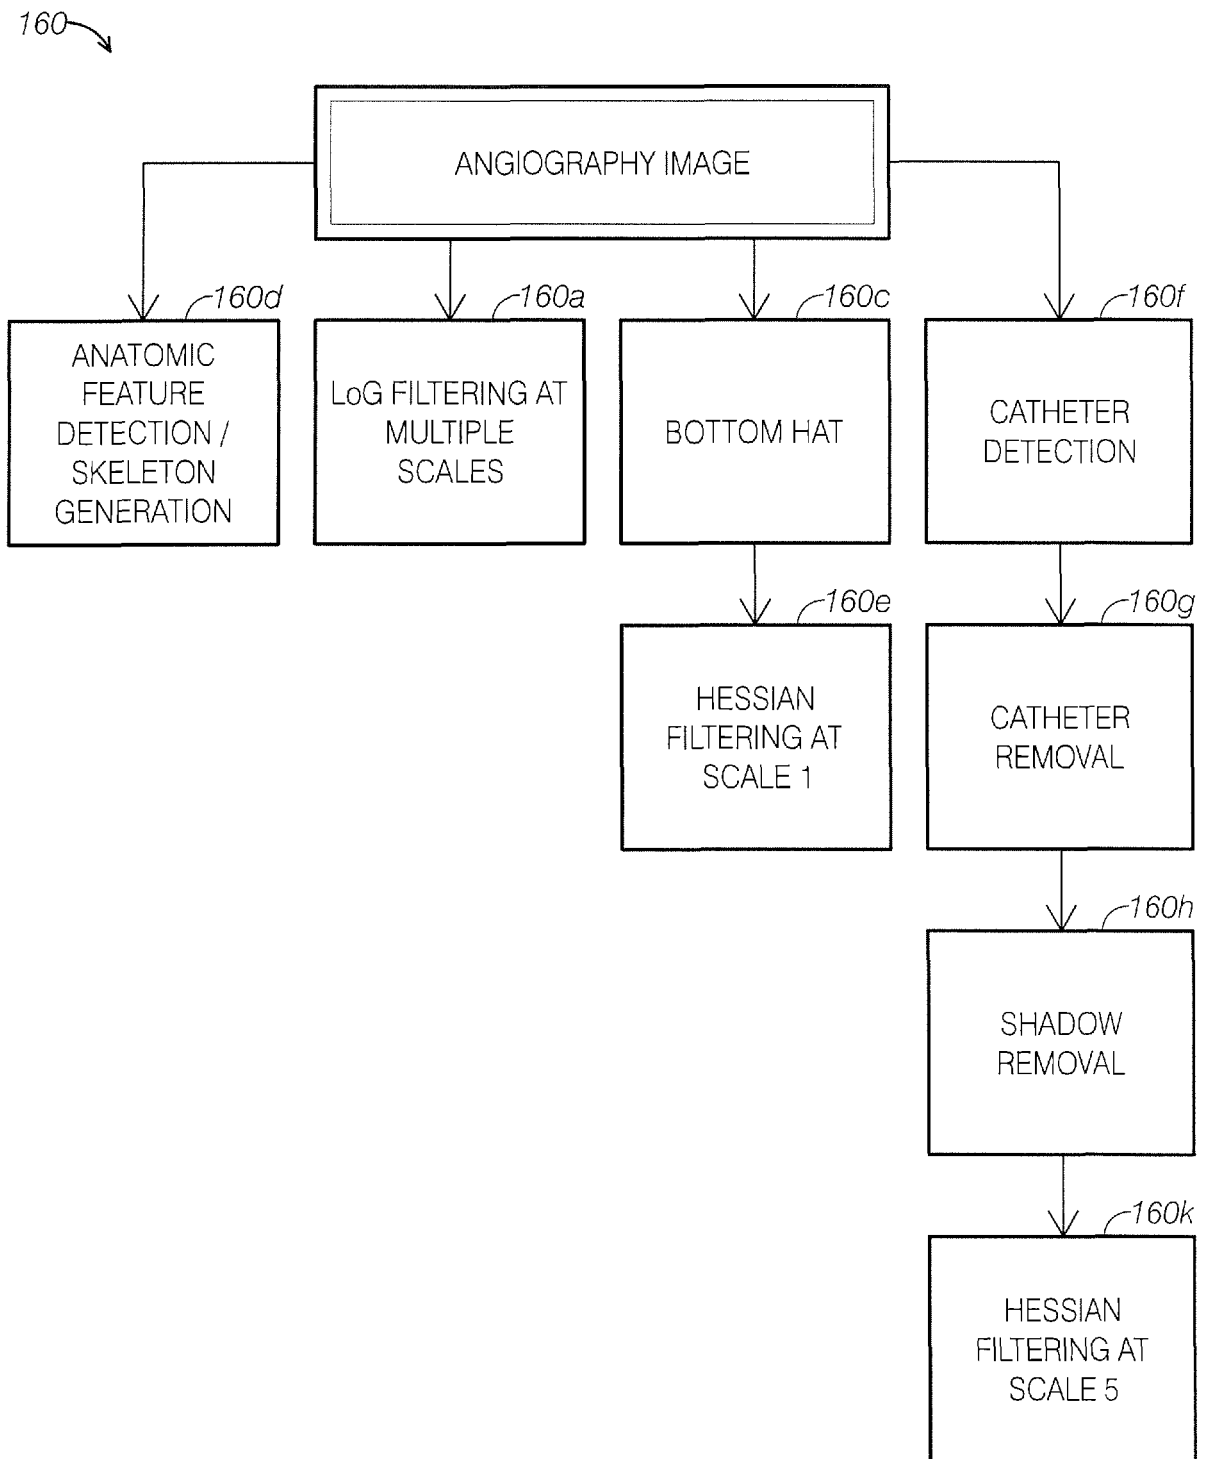 160
ANGIOGRAPHY IMAGE
160d
ANATOMIC
FEATURE
DETECTION /
SKELETON
GENERATION
160a
LoG FILTERING AT
MULTIPLE
SCALES
160c
BOTTOM HAT
160f
CATHETER
DETECTION
160e
HESSIAN
FILTERING AT
SCALE 1
160g
CATHETER
REMOVAL
160h
SHADOW
REMOVAL
160k
HESSIAN
FILTERING AT
SCALE 5